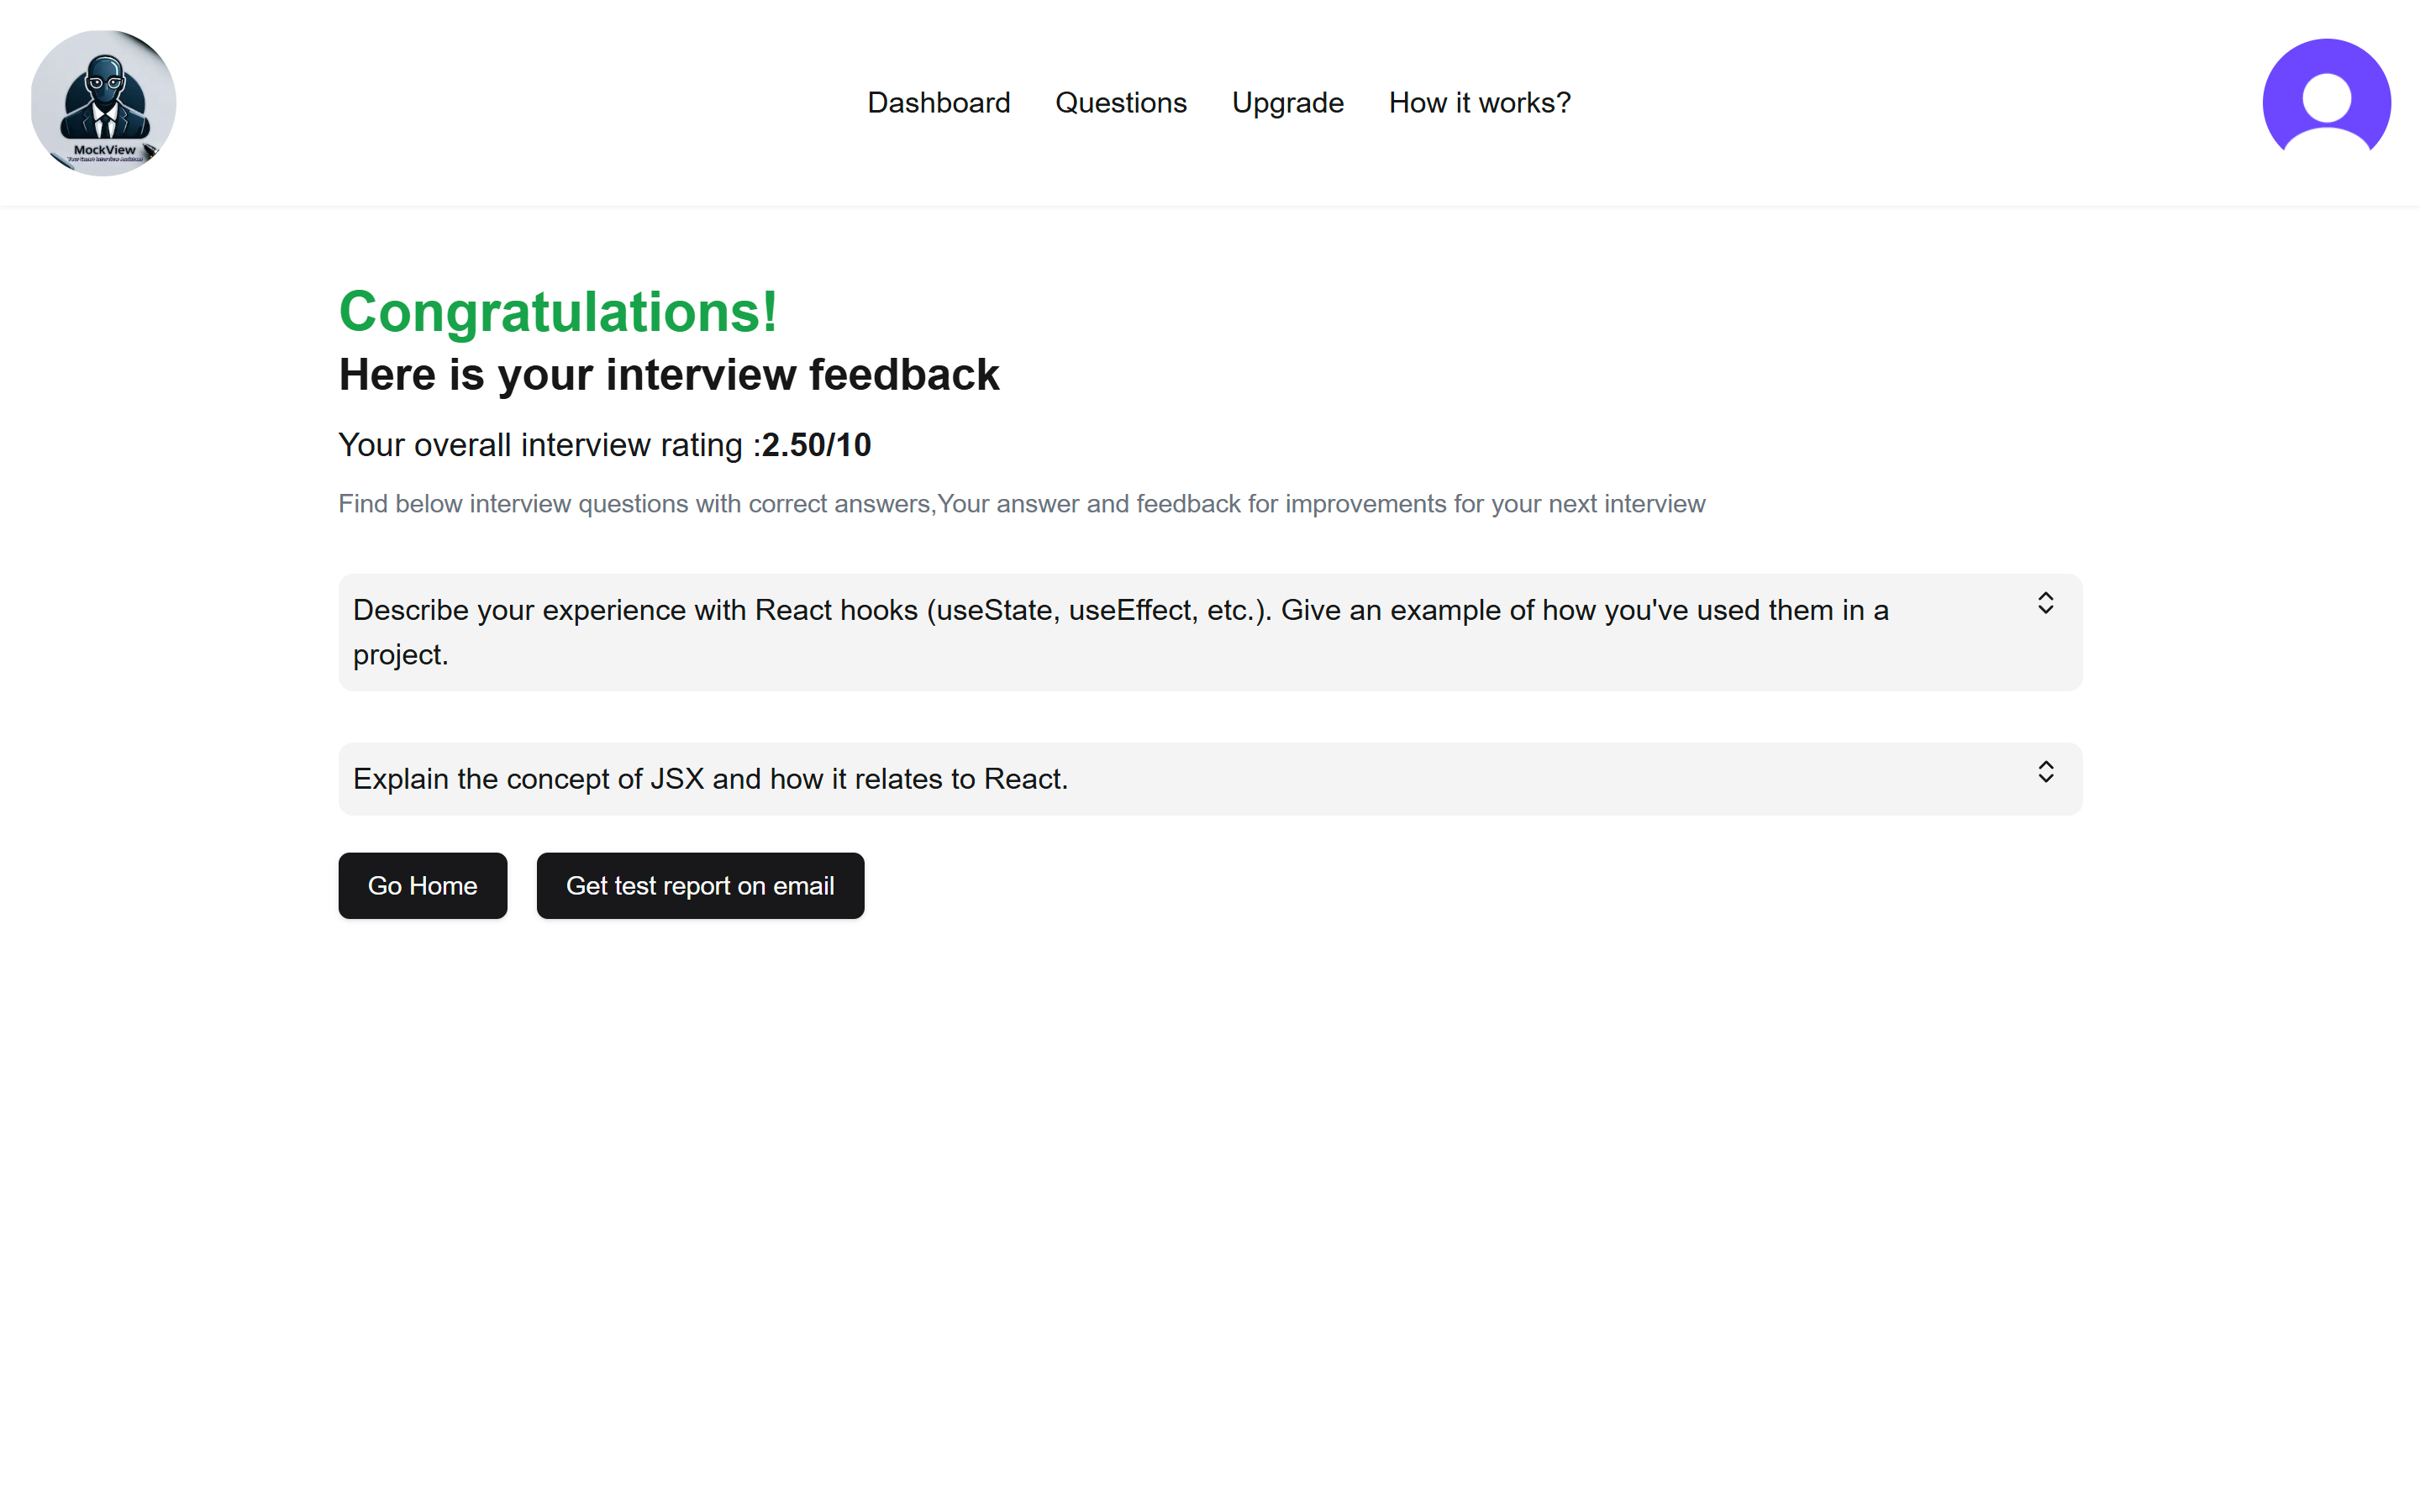 MockView
Dashboard
Questions
Upgrade
How it works?
Congratulations!
Here is your interview feedback
Your overall interview rating :2.50/10
Find below interview questions with correct answers,Your answer and feedback for improvements for your next interview
Describe your experience with React hooks (useState, useEffect, etc.). Give an example of how you've used them in a
project.
Explain the concept of JSX and how it relates to React.
Go Home
Get test report on email